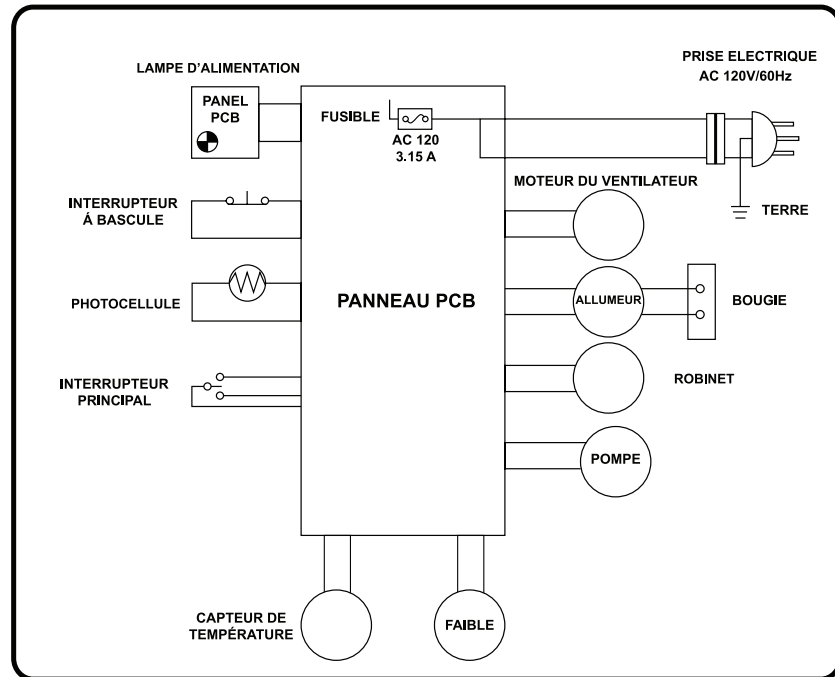 PRISE ELECTRIQUE
AC 120V/60Hz
LAMPE D'ALIMENTATION
PANEL
PCB
FUSIBLE
AC 120
3.15 A
MOTEUR DU VENTILATEUR
INTERRUPTEUR
Á BASCULE
TERRE
PHOTOCELLULE
PANNEAU PCB
ALLUMEUR
BOUGIE
INTERRUPTEUR
PRINCIPAL
ROBINET
POMPE
CAPTEUR DE
TEMPÉRATURE
FAIBLE